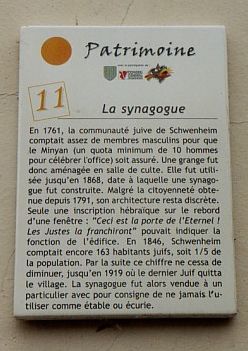 Patrimoine
11
La synagogue
En 1761, la communauté juive de Schwenheim
comptait assez de membres masculins pour que
le Minyan (un quota minimum de 10 hommes
pour célébrer l'office) soit assuré. Une grange fut
donc aménagée en salle de culte. Elle fut utili-
sée jusqu'en 1868, date à laquelle une synago-
gue fut construite. Malgré la citoyenneté obte-
nue depuis 1791, son architecture resta discrète.
Seule une inscription hébraïque sur le rebord
d'une fenêtre : "Ceci est la porte de l'Eternel !
Les Justes la franchiront" pouvait indiquer la
fonction de l'édifice. En 1846, Schwenheim
comptait encore 163 habitants juifs, soit 1/5 de
la population. Par la suite ce chiffre ne cessa de
diminuer, jusqu'en 1919 où le dernier Juif quitta
le village. La synagogue fut alors vendue à un
particulier avec pour consigne de ne jamais l'u-
tiliser comme étable ou écurie.